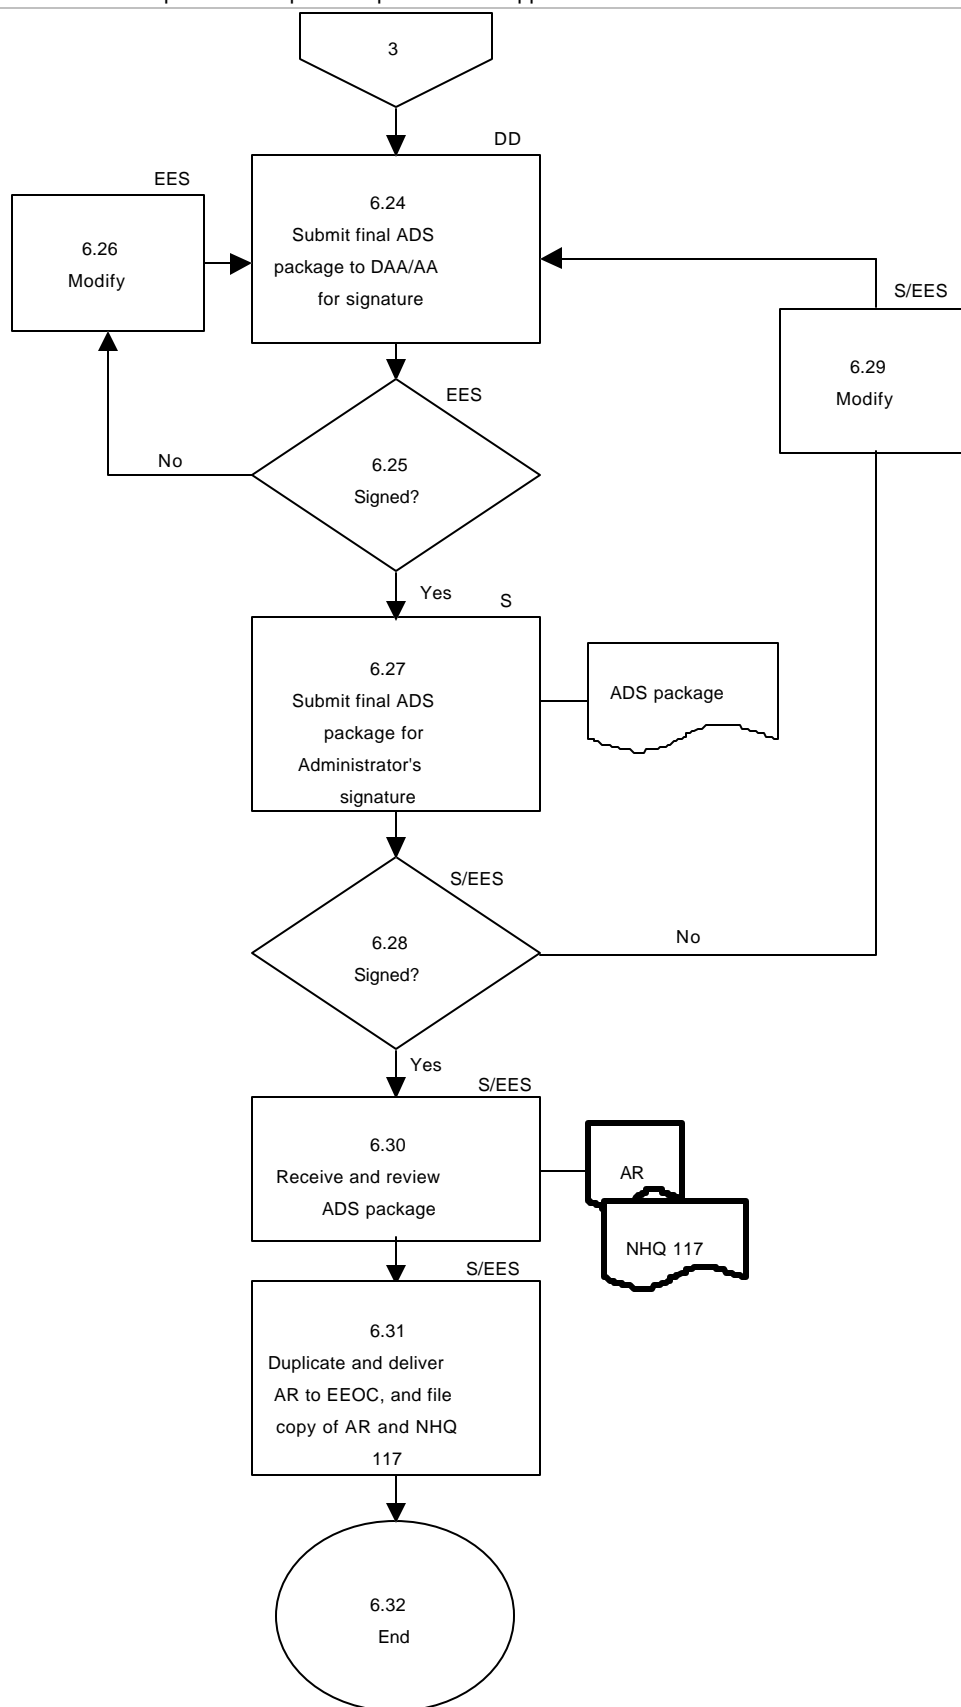 3
DD
EES
6.24
Submit final ADS
package to DAA/AA
for signature
6.26
Modify
S/EES
6.29
Modify
EES
6.25
Signed?
No
Yes
S
6.27
Submit final ADS
package for
Administrator's
signature
ADS package
S/EES
6.28
Signed?
No
Yes
S/EES
6.30
Receive and review
ADS package
AR
NHQ 117
S/EES
6.31
Duplicate and deliver
AR to EEOC, and file
copy of AR and NHQ
117
6.32
End